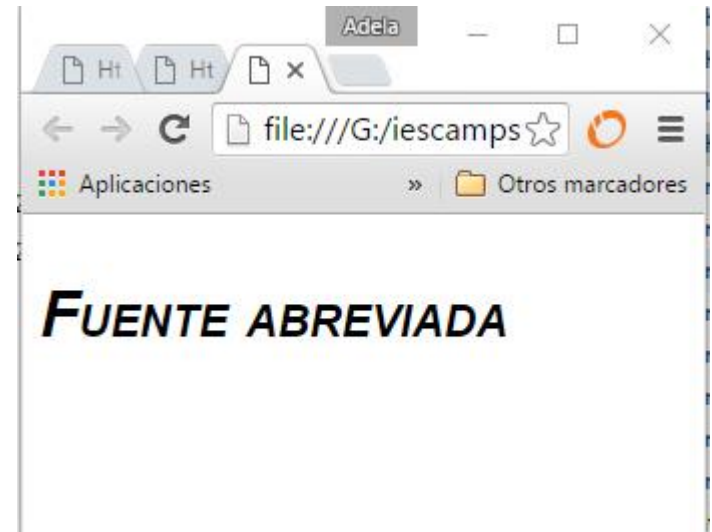 Adela
Ht Ht
file:///G:/iescamps
Aplicaciones » Otros marcadores
Fuente abreviada